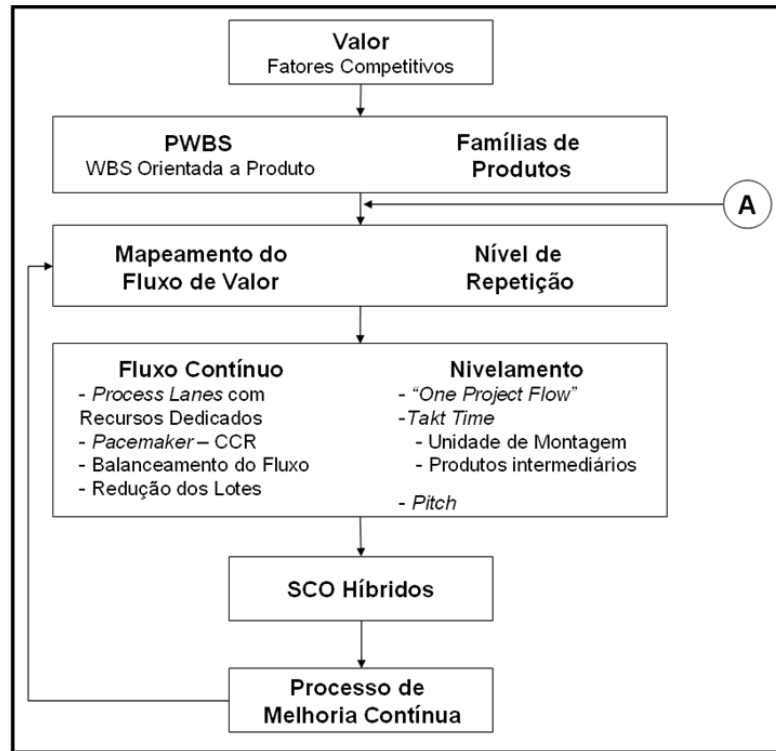 Valor
Fatores Competitivos
PWBS
WBS Orientada a Produto
Famílias de
Produtos
A
Mapeamento do
Fluxo de Valor
Nível de
Repetição
Fluxo Contínuo
- Process Lanes com
Recursos Dedicados
- Pacemaker – CCR
- Balanceamento do Fluxo
- Redução dos Lotes
Nivelamento
- “One Project Flow”
-Takt Time
- Unidade de Montagem
- Produtos intermediários
- Pitch
SCO Híbridos
Processo de
Melhoria Contínua